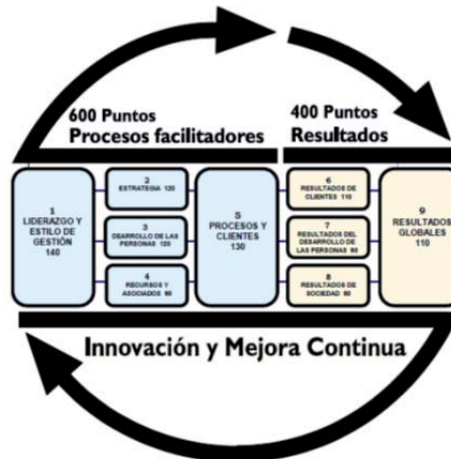 600 Puntos
Procesos facilitadores
400 Puntos
Resultados
1
LIDERAZGO Y
ESTILO DE
GESTIÓN
140
2
ESTRATEGIA 120
3
DEARROLLO DE LAS
PERSONAS 120
4
RECURSOS Y
ASOCIADOS 90
5
PROCESOS Y
CLIENTES
130
6
RESULTADOS DE
CLIENTES 110
7
RESULTADOS DEL
DESARROLLO DE
LAS PERSONAS 90
8
RESULTADOS DE
SOCIEDAD 90
9
RESULTADOS
GLOBALES
110
Innovación y Mejora Continua